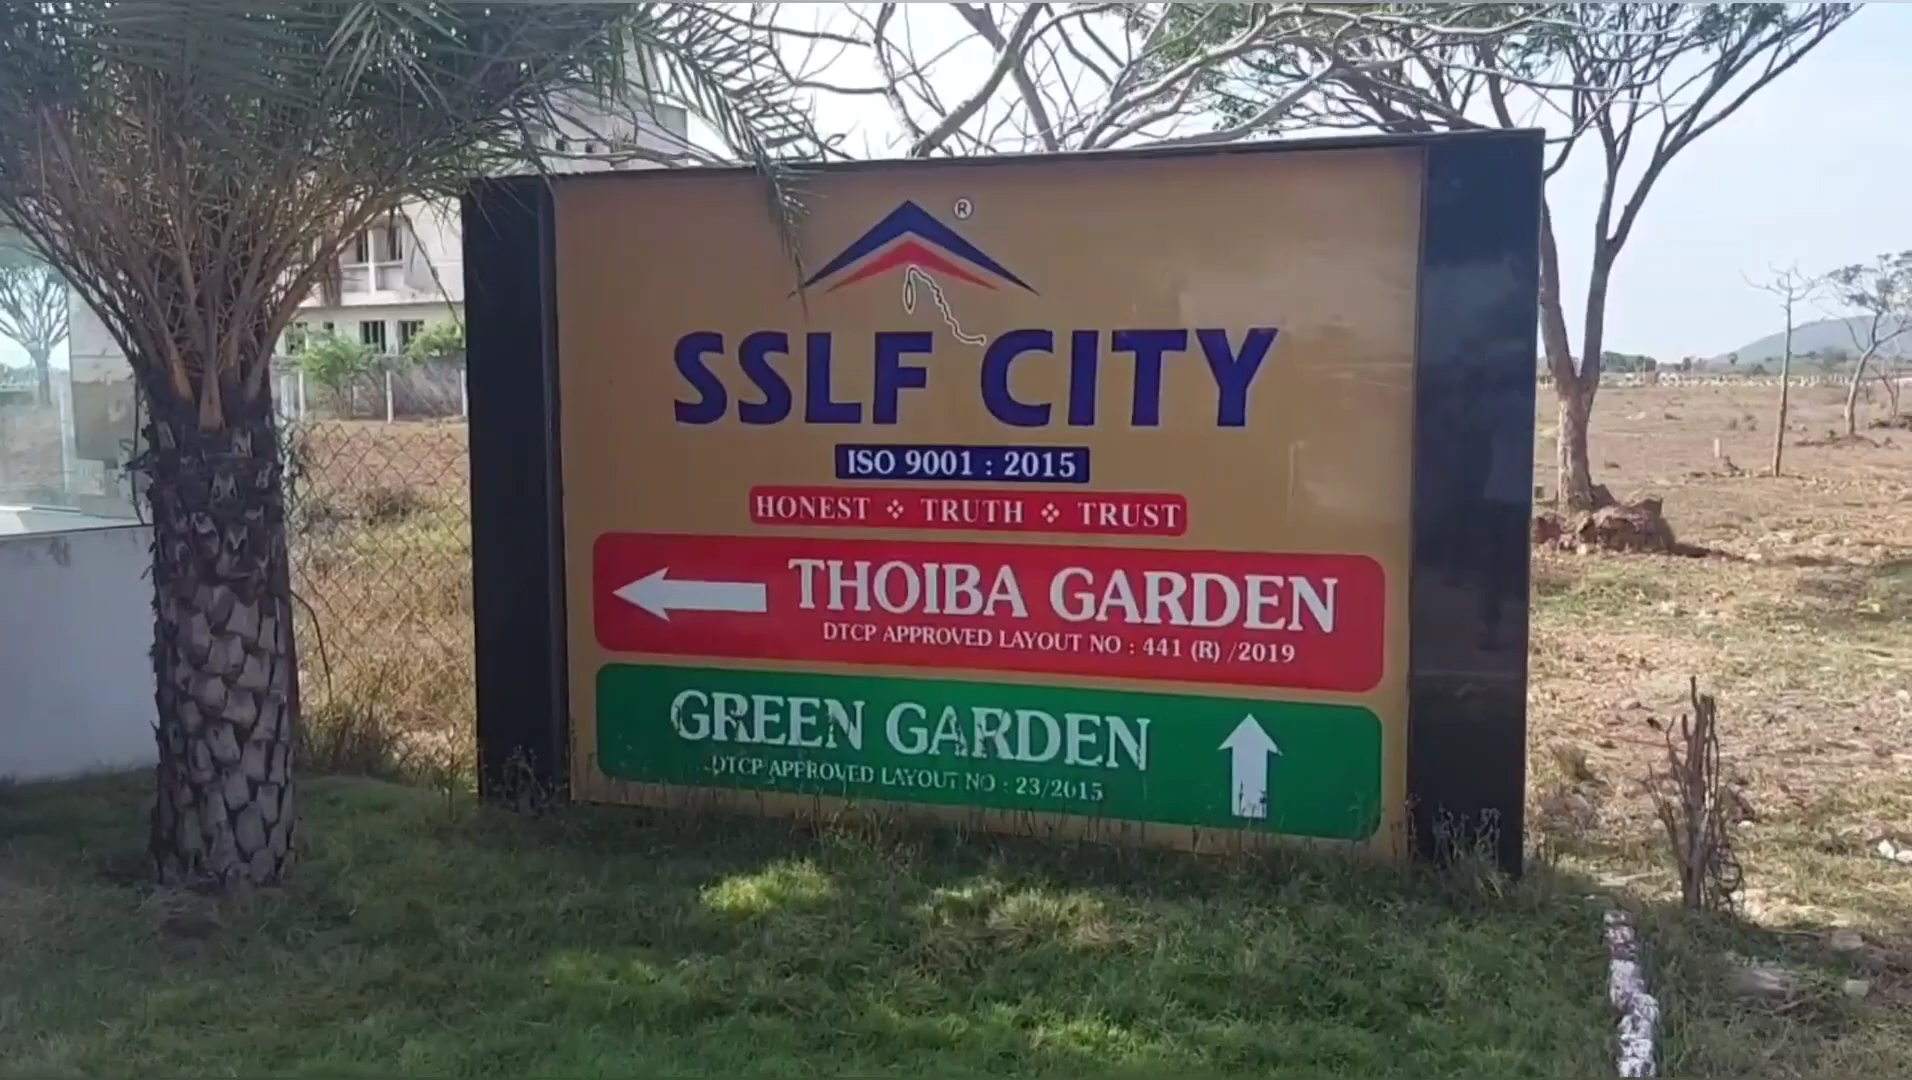 ®
SSLF CITY
ISO 9001 : 2015
HONEST ❖ TRUTH ❖ TRUST
THOIBA GARDEN
DTCP APPROVED LAYOUT NO : 441 (R) /2019
GREEN GARDEN
DTCP APPROVED LAYOUT NO : 23/2015